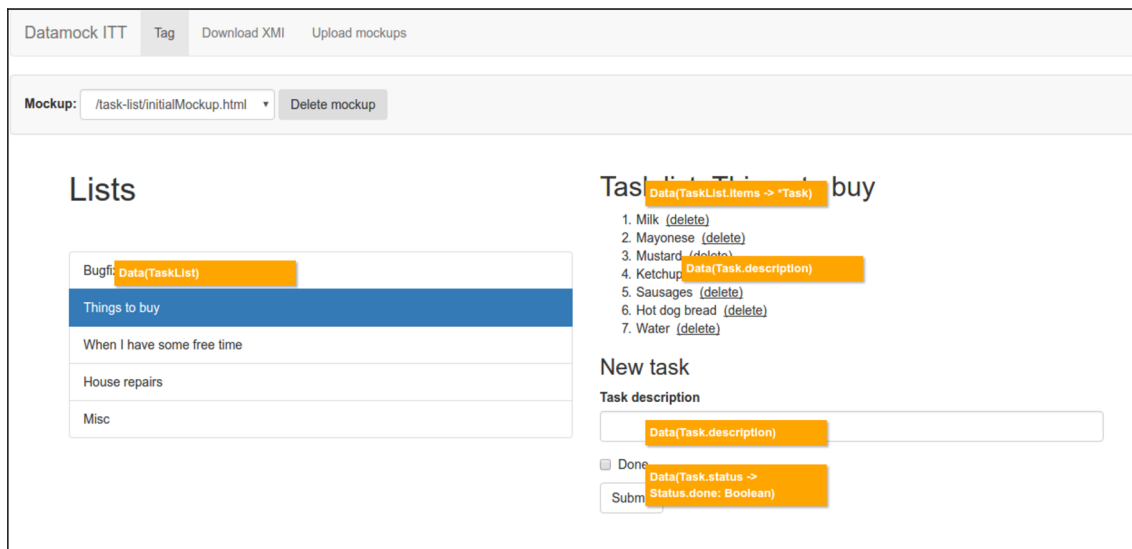 Datamock ITT Tag Download XMI Upload mockups
Mockup: /task-list/initialMockup.html Delete mockup
Lists
Bugfi
Data(TaskList)
Things to buy
When I have some free time
House repairs
Misc
buy
Data(TaskList.items -> *Task)
1. Milk (delete)
2. Mayonese (delete)
3. Mustard (delete)
4. Ketchup
Data(Task.description)
5. Sausages (delete)
6. Hot dog bread (delete)
7. Water (delete)
New task
Task description
Data(Task.description)
Done
Data(Task.status ->
Status.done: Boolean)
Subm